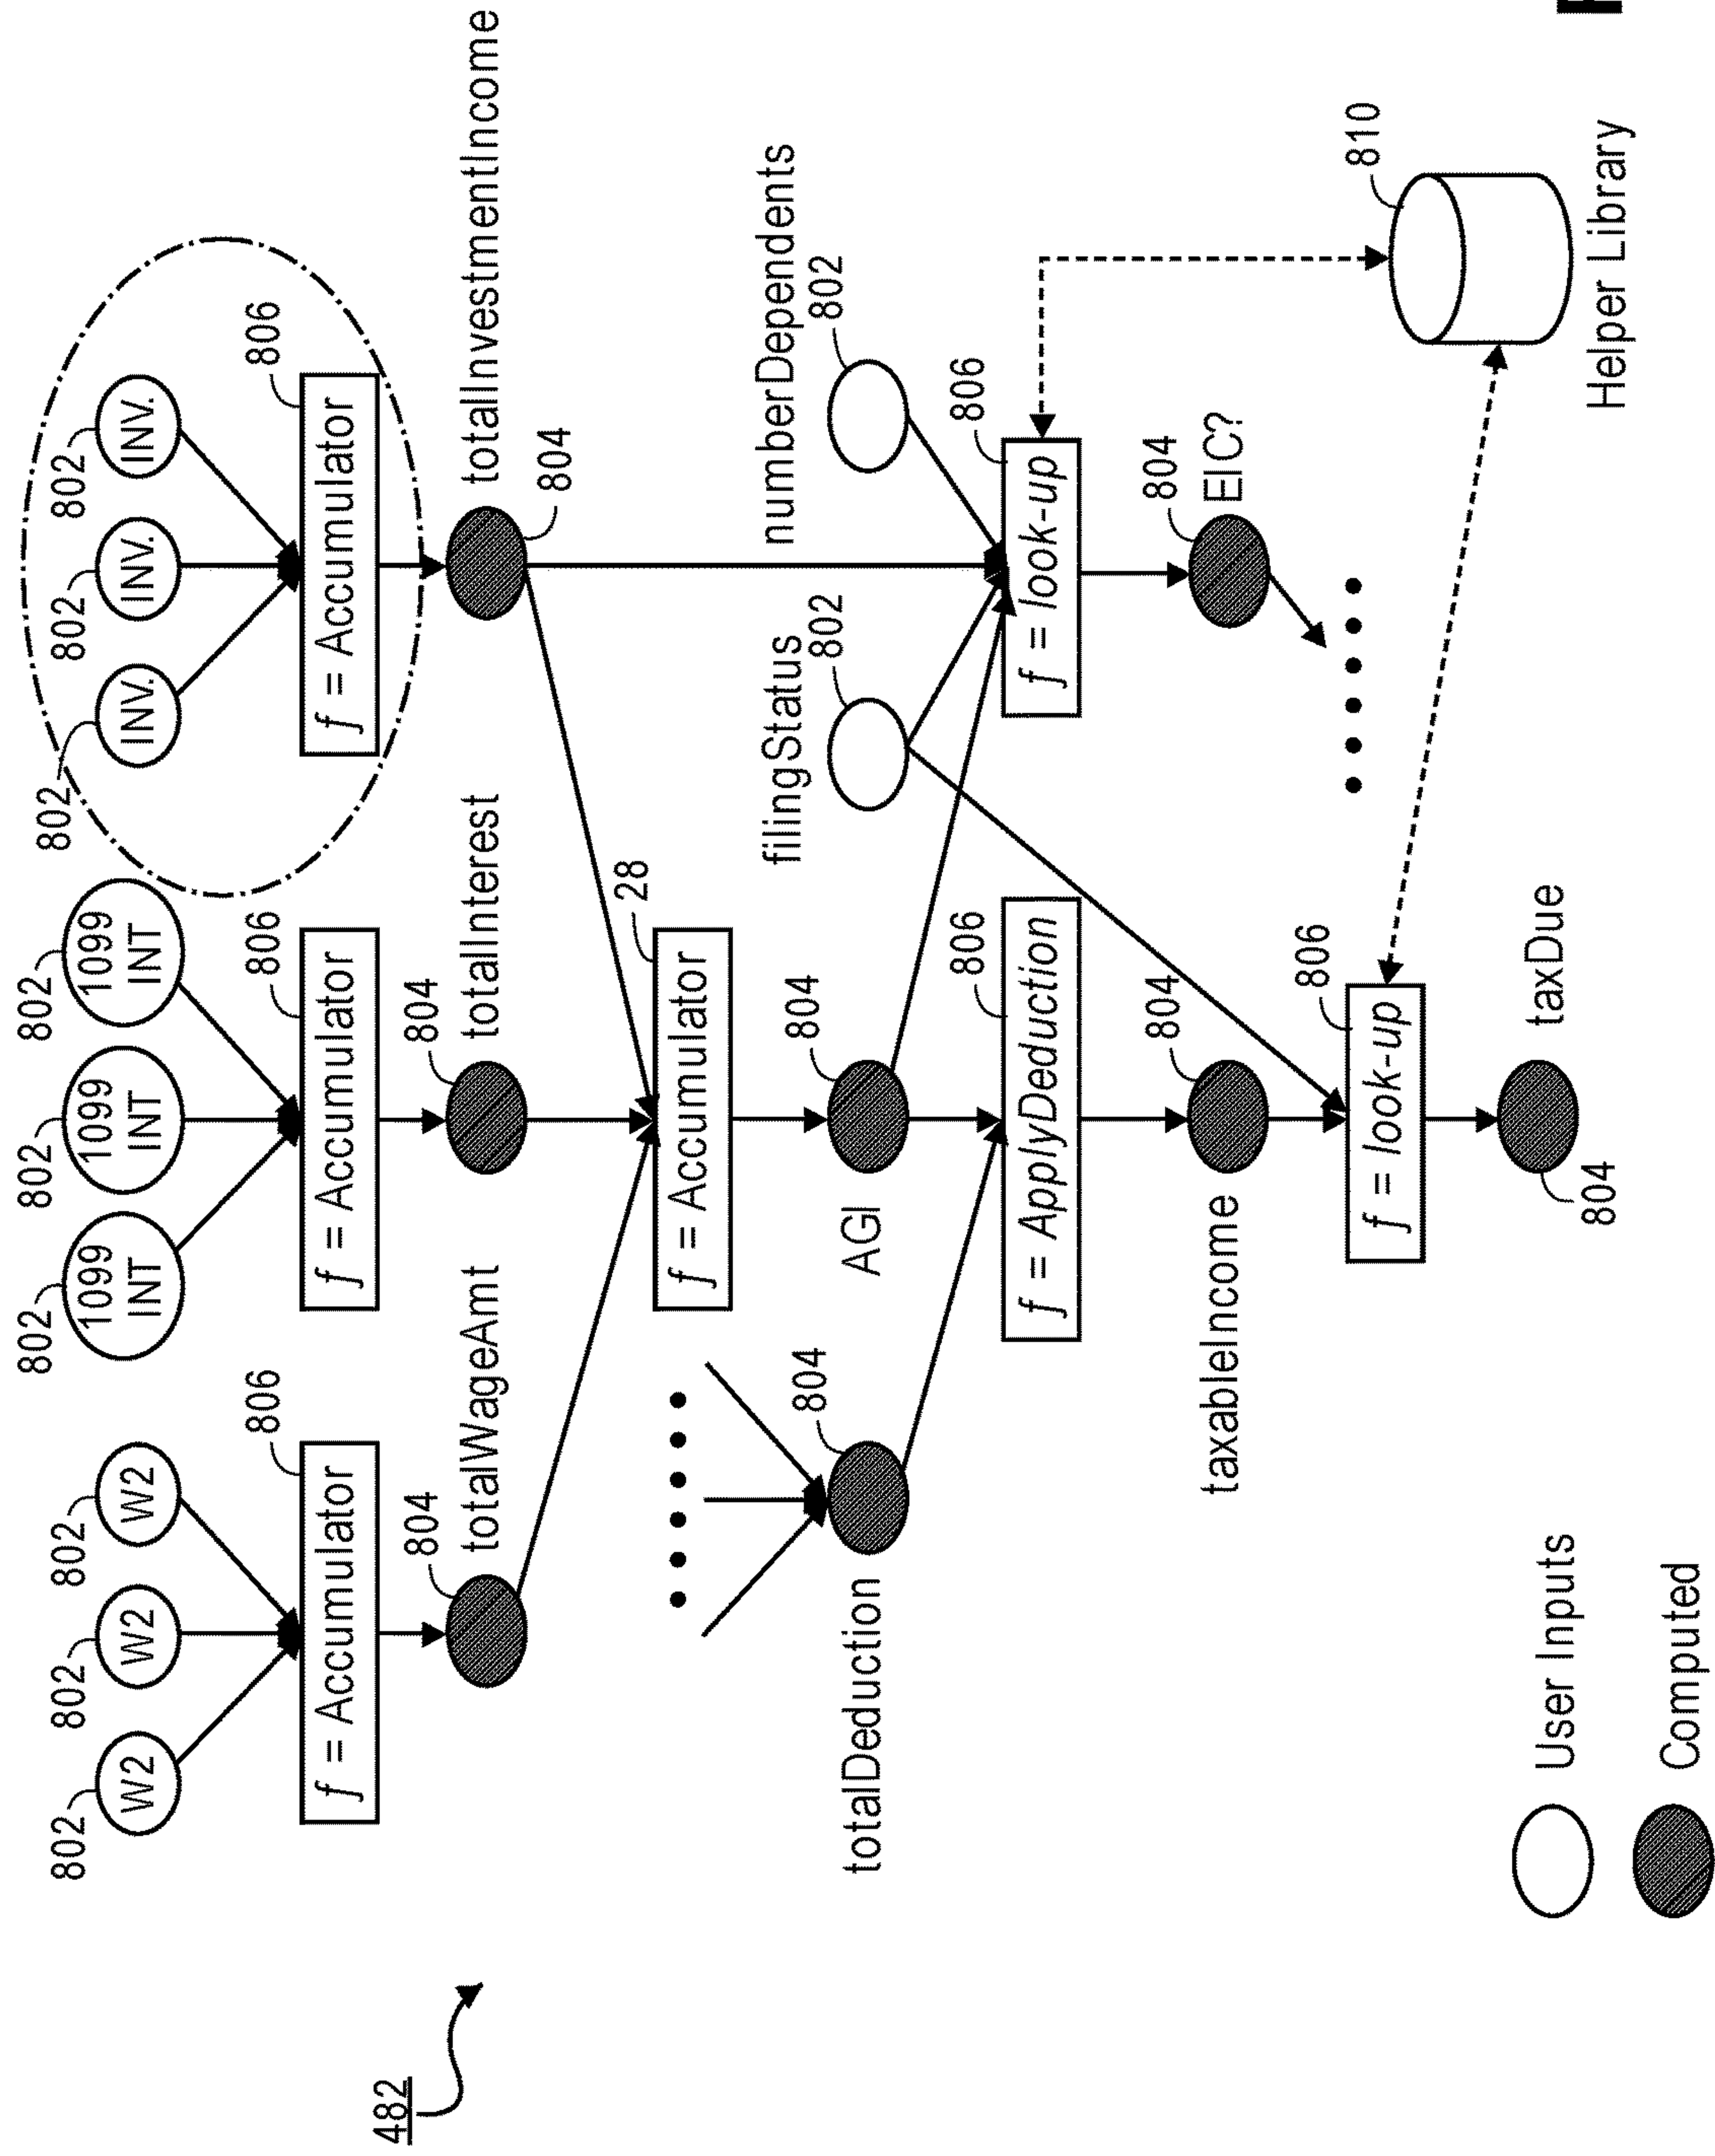 482
802
W2
802
W2
802
W2
802
1099
INT
802
1099
INT
802
1099
INT
802
INV.
802
INV.
802
INV.
806
f = Accumulator
806
f = Accumulator
806
f = Accumulator
804
totalWageAmt
804
totalInterest
804
totalInvestmentIncome
28
f = Accumulator
totalDeduction
804
AGI
804
filingStatus
802
numberDependents
802
806
f = ApplyDeduction
806
f = look-up
taxableIncome
804
804
EIC?
806
f = look-up
810
Helper Library
804
taxDue
User Inputs
Computed